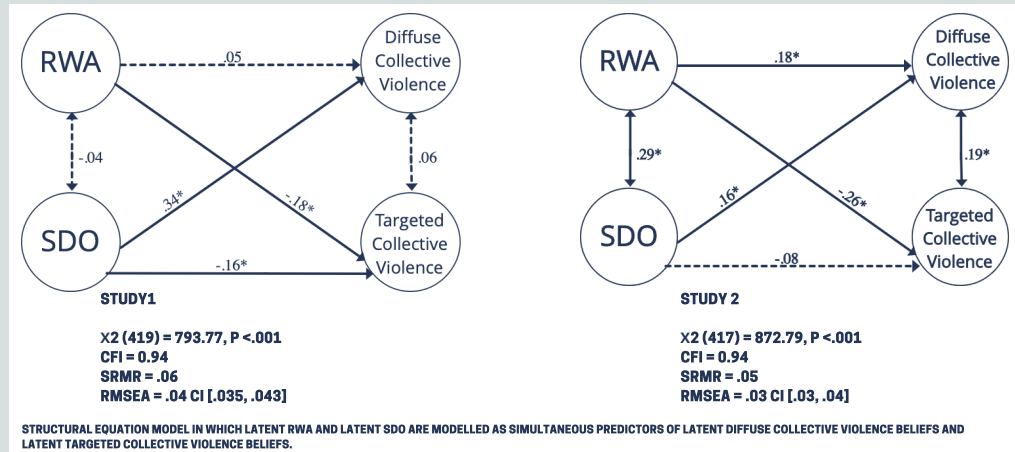 RWA
.05
Diffuse
Collective
Violence
-.04
.06
.34*
-.18*
SDO
-.16*
Targeted
Collective
Violence
STUDY1
X2 (419) = 793.77, P <.001
CFI = 0.94
SRMR = .06
RMSEA = .04 CI [.035, .043]
RWA
.18*
Diffuse
Collective
Violence
.29*
.19*
.16*
-.26*
SDO
-.08
Targeted
Collective
Violence
STUDY 2
X2 (417) = 872.79, P <.001
CFI = 0.94
SRMR = .05
RMSEA = .03 CI [.03, .04]
STRUCTURAL EQUATION MODEL IN WHICH LATENT RWA AND LATENT SDO ARE MODELLED AS SIMULTANEOUS PREDICTORS OF LATENT DIFFUSE COLLECTIVE VIOLENCE BELIEFS AND
LATENT TARGETED COLLECTIVE VIOLENCE BELIEFS.